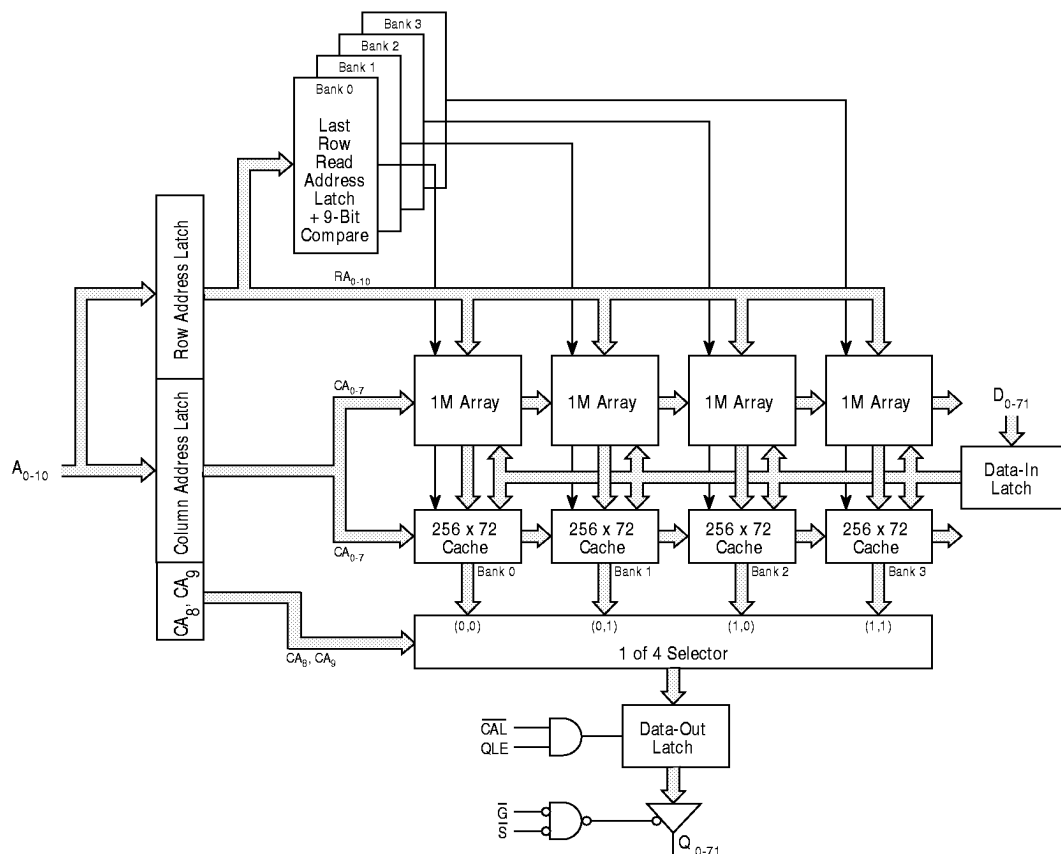 Bank 3
Bank 2
Bank 1
Bank 0
Last
Row
Read
Address
Latch
+ 9-Bit
Compare
Row Address Latch
RA0-10
CA0-7
1M Array
1M Array
1M Array
1M Array
D0-71
A0-10
Column Address Latch
Data-In
Latch
CA0-7
256 x 72
Cache
256 x 72
Cache
256 x 72
Cache
256 x 72
Cache
Bank 0
Bank 1
Bank 2
Bank 3
CA8, CA9
CA8, CA9
(0,0)
(0,1)
(1,0)
(1,1)
1 of 4 Selector
C̅A̅L̅
QLE
Data-Out
Latch
G̅
S̅
Q0-71